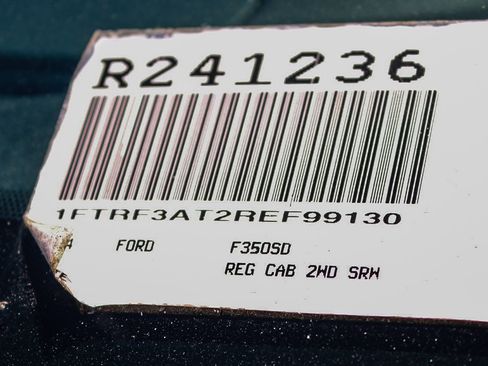 R241236
1FTRF3AT2REF99130
FORD F350SD
REG CAB 2WD SRW